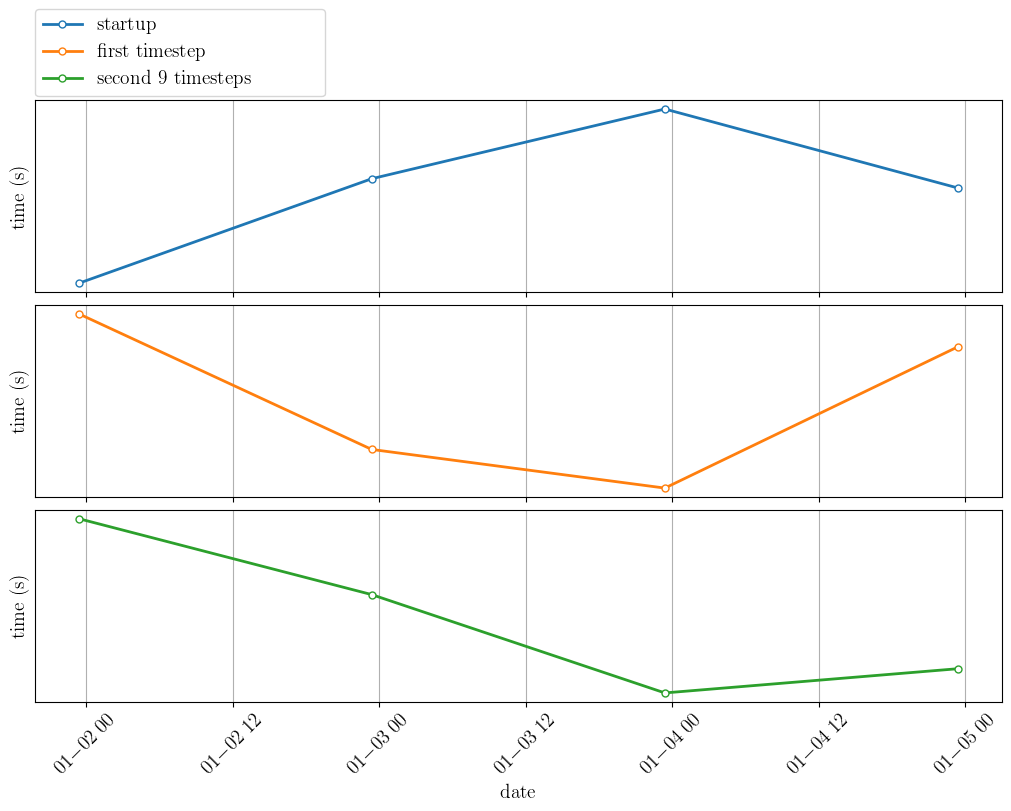 startup
first timestep
second 9 timesteps
time (s)
time (s)
time (s)
01−02 00
01−02 12
01−03 00
01−03 12
01−04 00
01−04 12
01−05 00
date